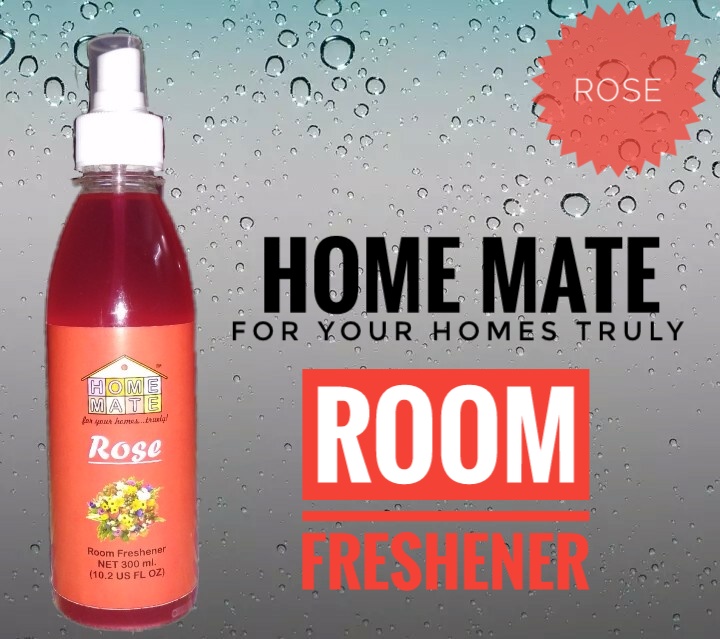 ROSE
HOME MATE
FOR YOUR HOMES TRULY
ROOM
FRESHENER
HOME
MATE
for your homes...truely!
Rose
Room Freshener
NET 300 ml.
(10.2 US FL OZ)